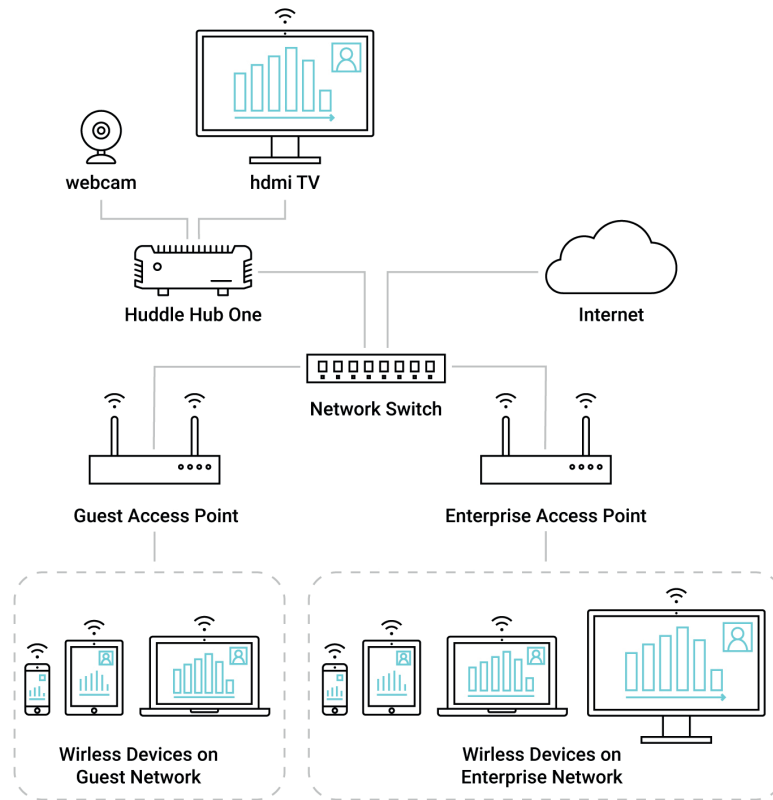 webcam
hdmi TV
Huddle Hub One
Internet
Network Switch
Guest Access Point
Enterprise Access Point
Wirless Devices on
Guest Network
Wirless Devices on
Enterprise Network